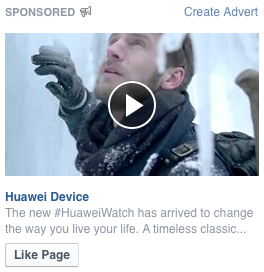 SPONSORED
Create Advert
Huawei Device
The new #HuaweiWatch has arrived to change
the way you live your life. A timeless classic...
Like Page